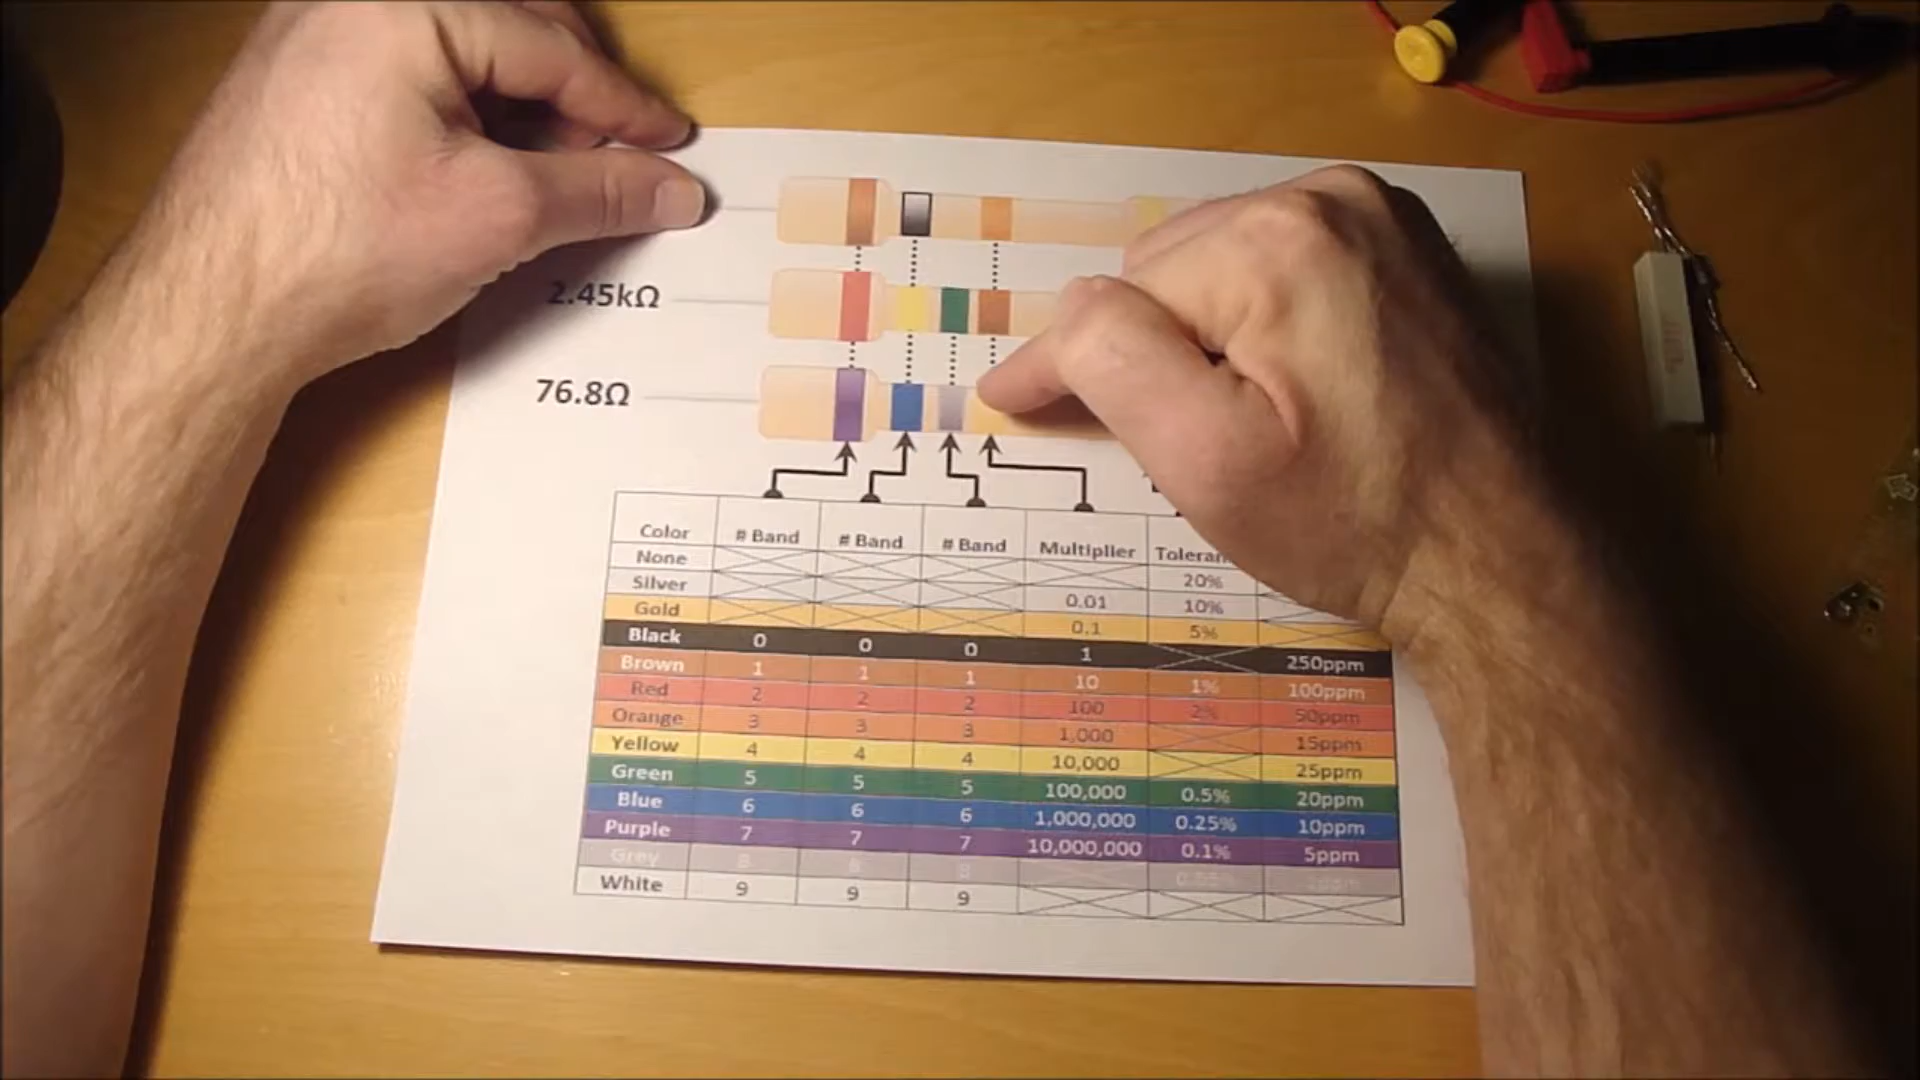 2.45kΩ
76.8Ω
Color # Band # Band # Band Multiplier
None 20%
Silver 0.01 10%
Gold 0.1 5%
Black 0 0 0 1 250ppm
Brown 1 1 1 10 1% 100ppm
Red 2 2 2 100 2% 50ppm
Orange 3 3 3 1,000 15ppm
Yellow 4 4 4 10,000 25ppm
Green 5 5 5 100,000 0.5% 20ppm
Blue 6 6 6 1,000,000 0.25% 10ppm
Purple 7 7 7 10,000,000 0.1% 5ppm
Grey 8 8 8
White 9 9 9